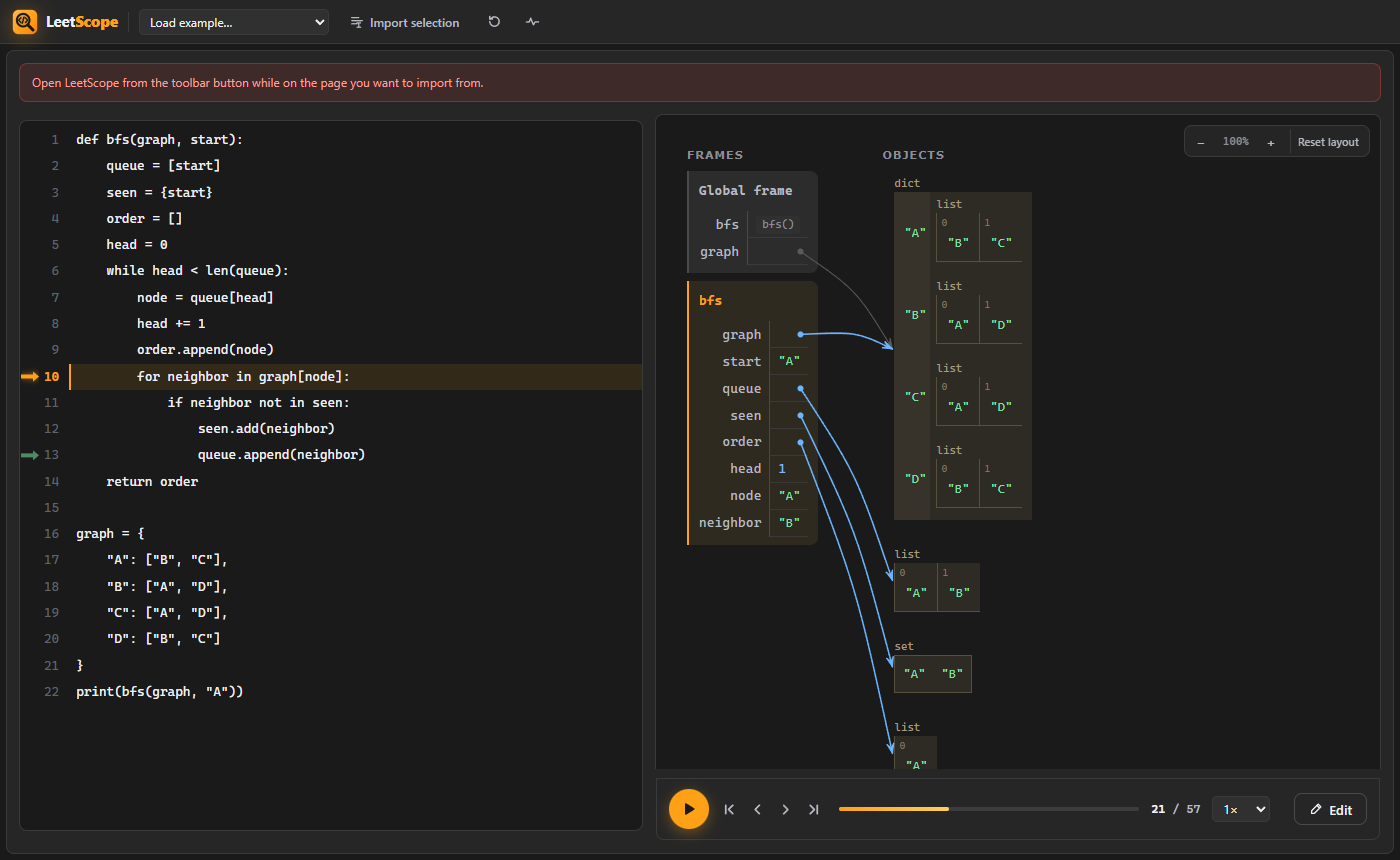 LeetScope
Load example...
Import selection
Open LeetScope from the toolbar button while on the page you want to import from.
1 def bfs(graph, start):
2     queue = [start]
3     seen = {start}
4     order = []
5     head = 0
6     while head < len(queue):
7         node = queue[head]
8         head += 1
9         order.append(node)
10         for neighbor in graph[node]:
11             if neighbor not in seen:
12                 seen.add(neighbor)
13                 queue.append(neighbor)
14     return order
15
16 graph = {
17     "A": ["B", "C"],
18     "B": ["A", "D"],
19     "C": ["A", "D"],
20     "D": ["B", "C"]
21 }
22 print(bfs(graph, "A"))
− 100% + Reset layout
FRAMES
Global frame
bfs bfs()
graph
bfs
graph
start "A"
queue
seen
order
head 1
node "A"
neighbor "B"
OBJECTS
dict
list
0 1
"A" "B" "C"
list
0 1
"B" "A" "D"
list
0 1
"C" "A" "D"
list
0 1
"D" "B" "C"
list
0 1
"A" "B"
set
"A" "B"
list
0
"A"
21 / 57
1×
Edit